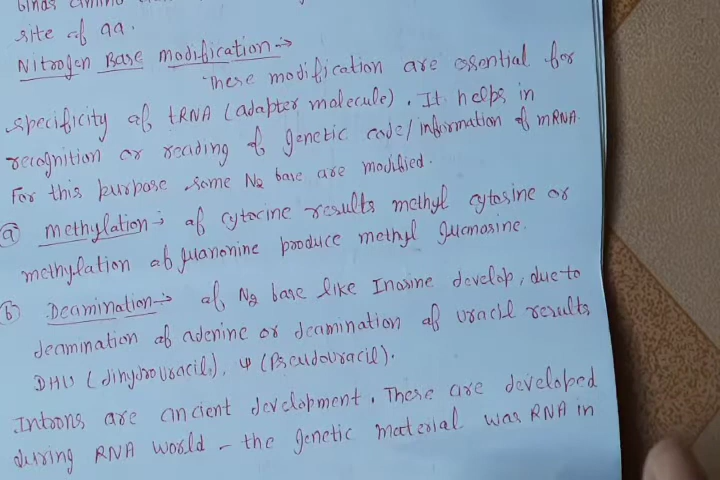 binds amino
site of aa.
Nitrogen Base modification →
These modification are essential for
specificity of tRNA (adapter molecule). It helps in
recognition or reading of genetic code/information of mRNA.
For this purpose some N2 base are modified.
(a) methylation → of cytocine results methyl cytosine or
methylation of guanonine produce methyl guanosine.
(b) Deamination → of N2 base like Inosine develop, due to
deamination of adenine or deamination of uracil results
DHU (dihydrouracil), ψ (Pseudouracil).
Introns are ancient development. These are developed
during RNA world – the genetic material was RNA in